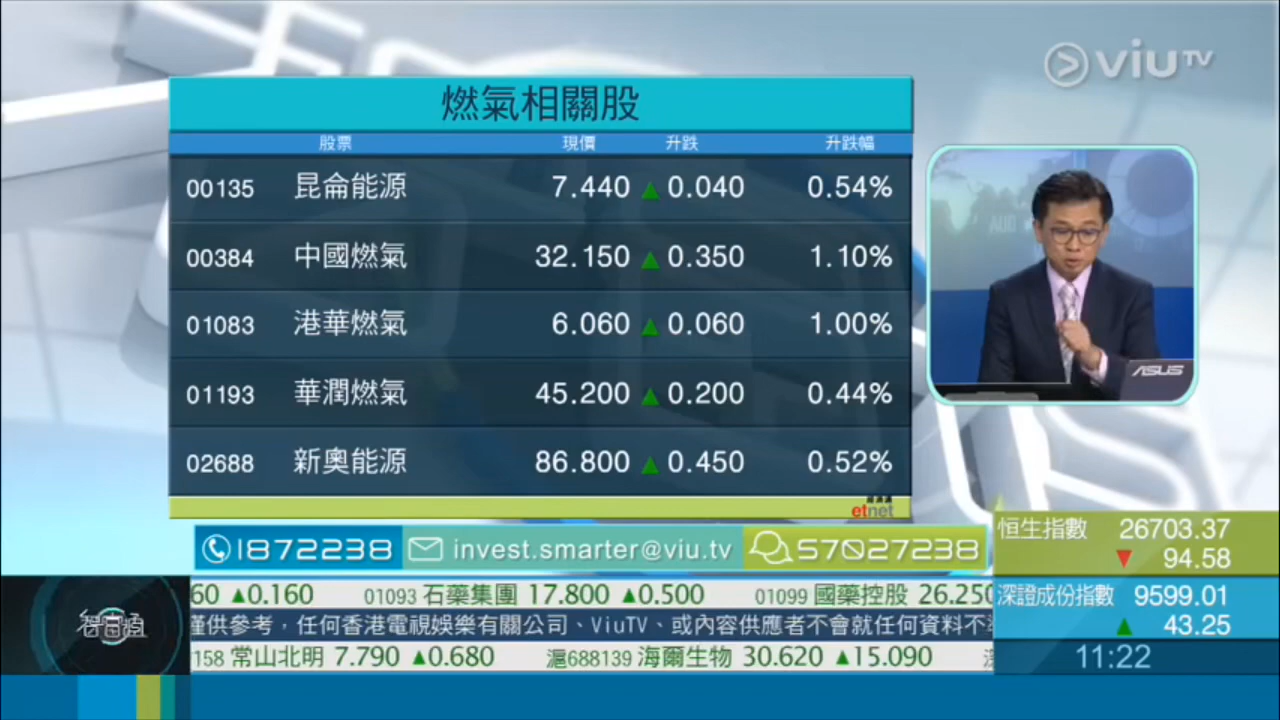 viuTV
燃氣相關股
股票 現價 升跌 升跌幅
00135 昆侖能源 7.440 ▲ 0.040 0.54%
00384 中國燃氣 32.150 ▲ 0.350 1.10%
01083 港華燃氣 6.060 ▲ 0.060 1.00%
01193 華潤燃氣 45.200 ▲ 0.200 0.44%
02688 新奧能源 86.800 ▲ 0.450 0.52%
AUD
ASUS
經濟通
etnet
1872238 invest.smarter@viu.tv 57027238
恒生指數 26703.37
▼ 94.58
深證成份指數 9599.01
▲ 43.25
11:22
智富通
60 ▲0.160 01093 石藥集團 17.800 ▲0.500 01099 國藥控股 26.250
僅供參考，任何香港電視娛樂有關公司、ViuTV、或內容供應者不會就任何資料不
158 常山北明 7.790 ▲0.680 滬688139 海爾生物 30.620 ▲15.090